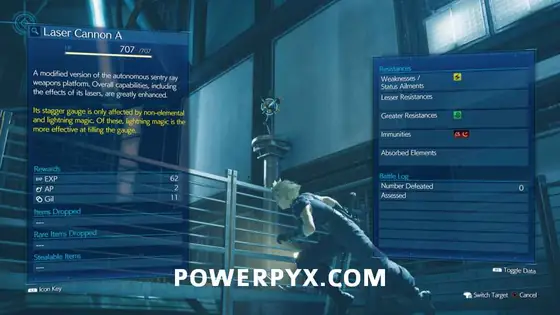 Laser Cannon A
HP 707/707
A modified version of the autonomous sentry ray
weapons platform. Overall capabilities, including
the effects of its lasers, are greatly enhanced.
Its stagger gauge is only affected by non-elemental
and lightning magic. Of these, lightning magic is the
more effective at filling the gauge.
Rewards
EXP 62
AP 2
Gil 11
Items Dropped
---
Rare Items Dropped
---
Stealable Items
---
Icon Key
Resistances
Weaknesses /
Status Ailments
Lesser Resistances
Greater Resistances
Immunities
Absorbed Elements
Battle Log
Number Defeated 0
Assessed
Toggle Data
Switch Target Cancel
POWERPYX.COM